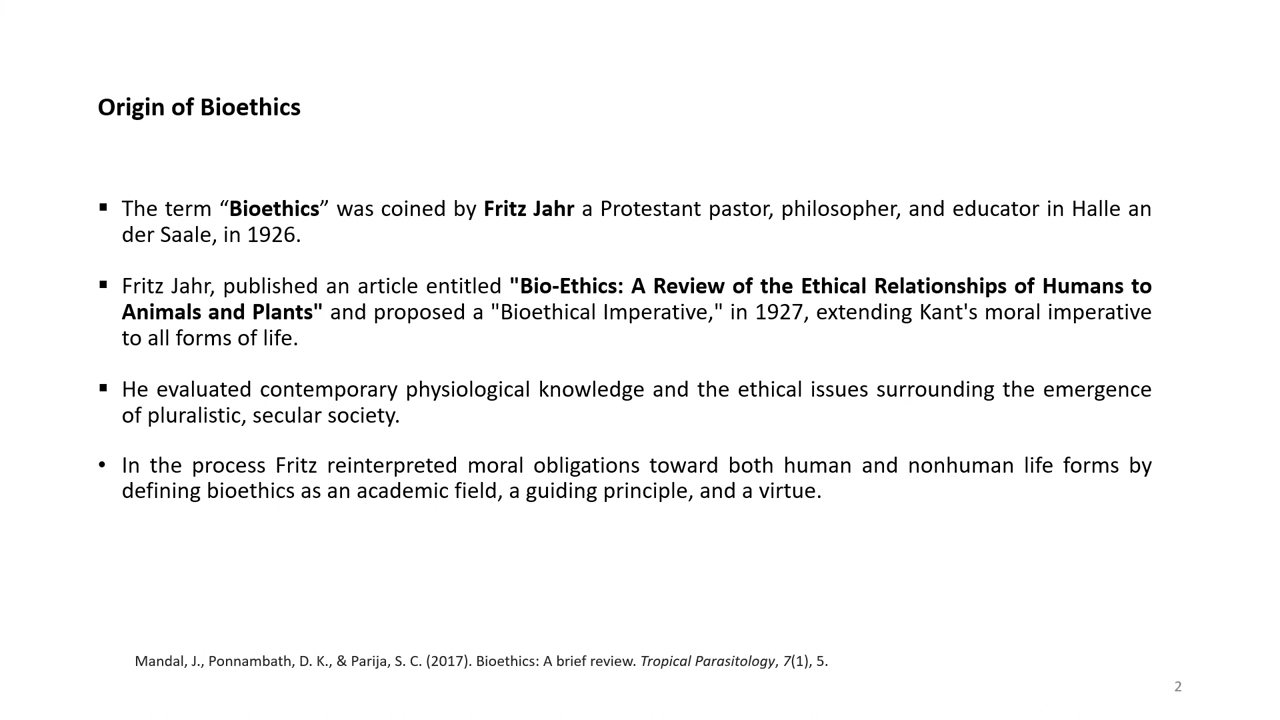 Origin of Bioethics
▪ The term “Bioethics” was coined by Fritz Jahr a Protestant pastor, philosopher, and educator in Halle an
der Saale, in 1926.
▪ Fritz Jahr, published an article entitled "Bio-Ethics: A Review of the Ethical Relationships of Humans to
Animals and Plants" and proposed a "Bioethical Imperative," in 1927, extending Kant's moral imperative
to all forms of life.
▪ He evaluated contemporary physiological knowledge and the ethical issues surrounding the emergence
of pluralistic, secular society.
• In the process Fritz reinterpreted moral obligations toward both human and nonhuman life forms by
defining bioethics as an academic field, a guiding principle, and a virtue.
Mandal, J., Ponnambath, D. K., & Parija, S. C. (2017). Bioethics: A brief review. Tropical Parasitology, 7(1), 5.
2